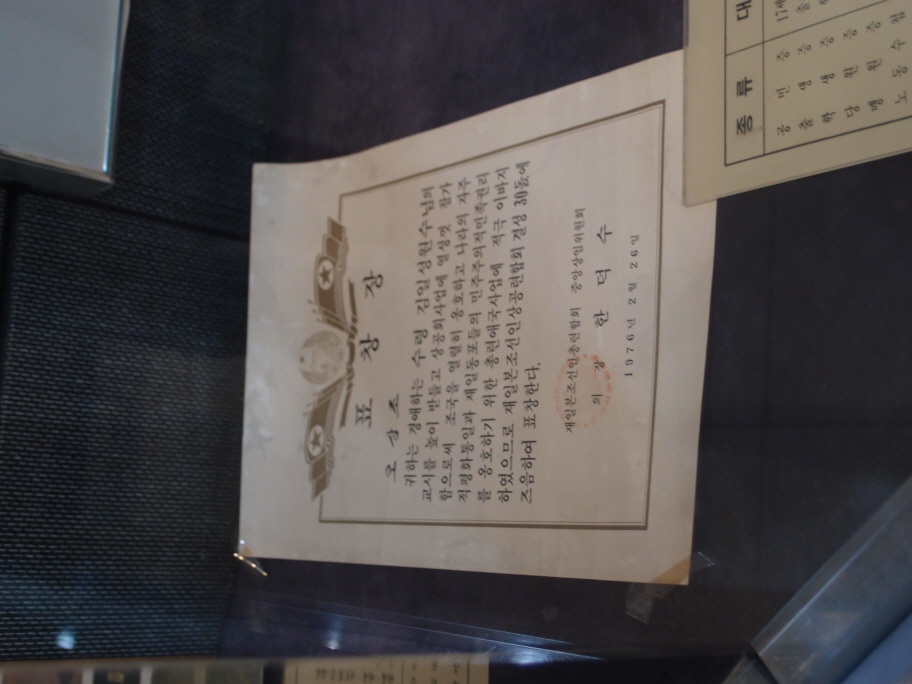 표 창 장
오 상 호
귀하는 경애하는 수령 김일성원수님의
교시를 높이 받들고 상공회사업에 열성껏 참가
함으로써 조국을 열렬히 옹호하고 나라의 자주
적평화통일과 재일동포들의 민주주의적민족권리
를 옹호하기 위한 총련애국사업에 적극 이바지
하였으므로 재일본조선인상공련합회 결성 30돐에
즈음하여 표창한다.
재일본조선인총련합회 중앙상임위원회
의 장 한 덕 수
1976년 2월 26일
종 류